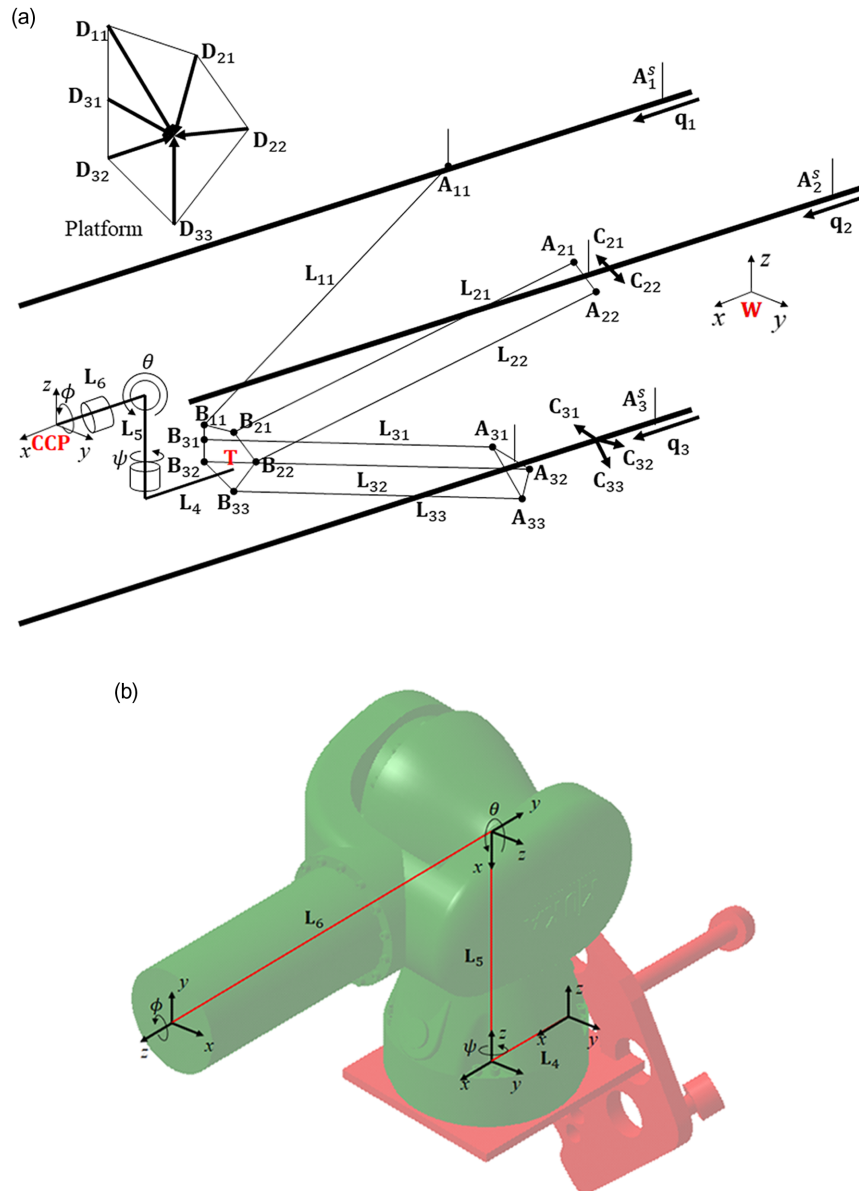 (a)
D₁₁
D₂₁
D₃₁
D₂₂
D₃₂
D₃₃
Platform
A₁ˢ
q₁
A₁₁
A₂ˢ
q₂
L₁₁
A₂₁
C₂₁
C₂₂
A₂₂
L₂₁
L₂₂
z
W
x
y
θ
z
ϕ
L₆
L₅
x
CCP
y
ψ
L₄
B₁₁
B₂₁
B₃₁
T
B₃₂
B₂₂
B₃₃
L₃₁
A₃₁
C₃₁
A₃ˢ
q₃
C₃₂
C₃₃
L₃₂
A₃₂
L₃₃
A₃₃
(b)
θ
y
z
x
L₆
L₅
y
ϕ
z
x
z
ψ
x
y
z
x
y
L₄